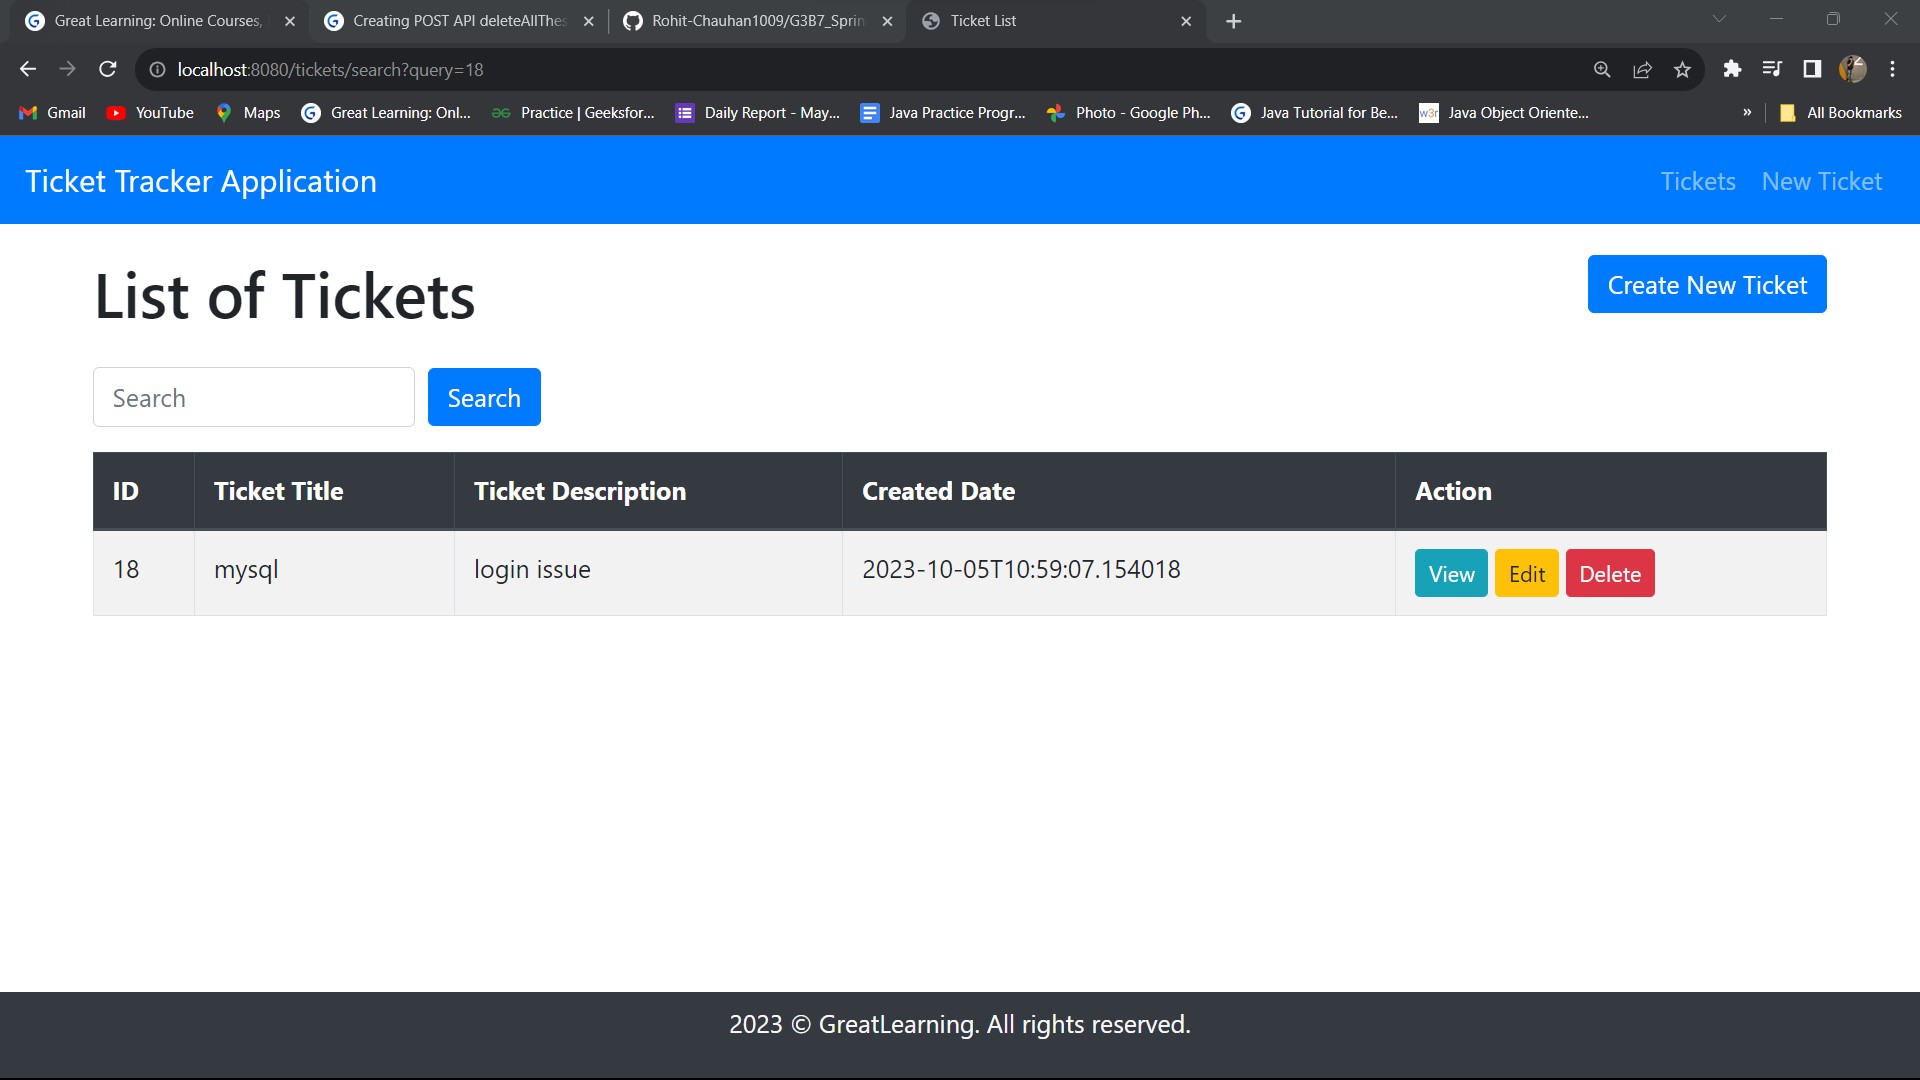 Great Learning: Online Courses,
Creating POST API deleteAllThes
Rohit-Chauhan1009/G3B7_Sprin
Ticket List
localhost:8080/tickets/search?query=18
Gmail
YouTube
Maps
Great Learning: Onl...
Practice | Geeksfor...
Daily Report - May...
Java Practice Progr...
Photo - Google Ph...
Java Tutorial for Be...
w3r
Java Object Oriente...
»
All Bookmarks
Ticket Tracker Application
Tickets New Ticket
List of Tickets
Create New Ticket
Search Search
ID Ticket Title Ticket Description Created Date Action
18 mysql login issue 2023-10-05T10:59:07.154018 View Edit Delete
2023 © GreatLearning. All rights reserved.